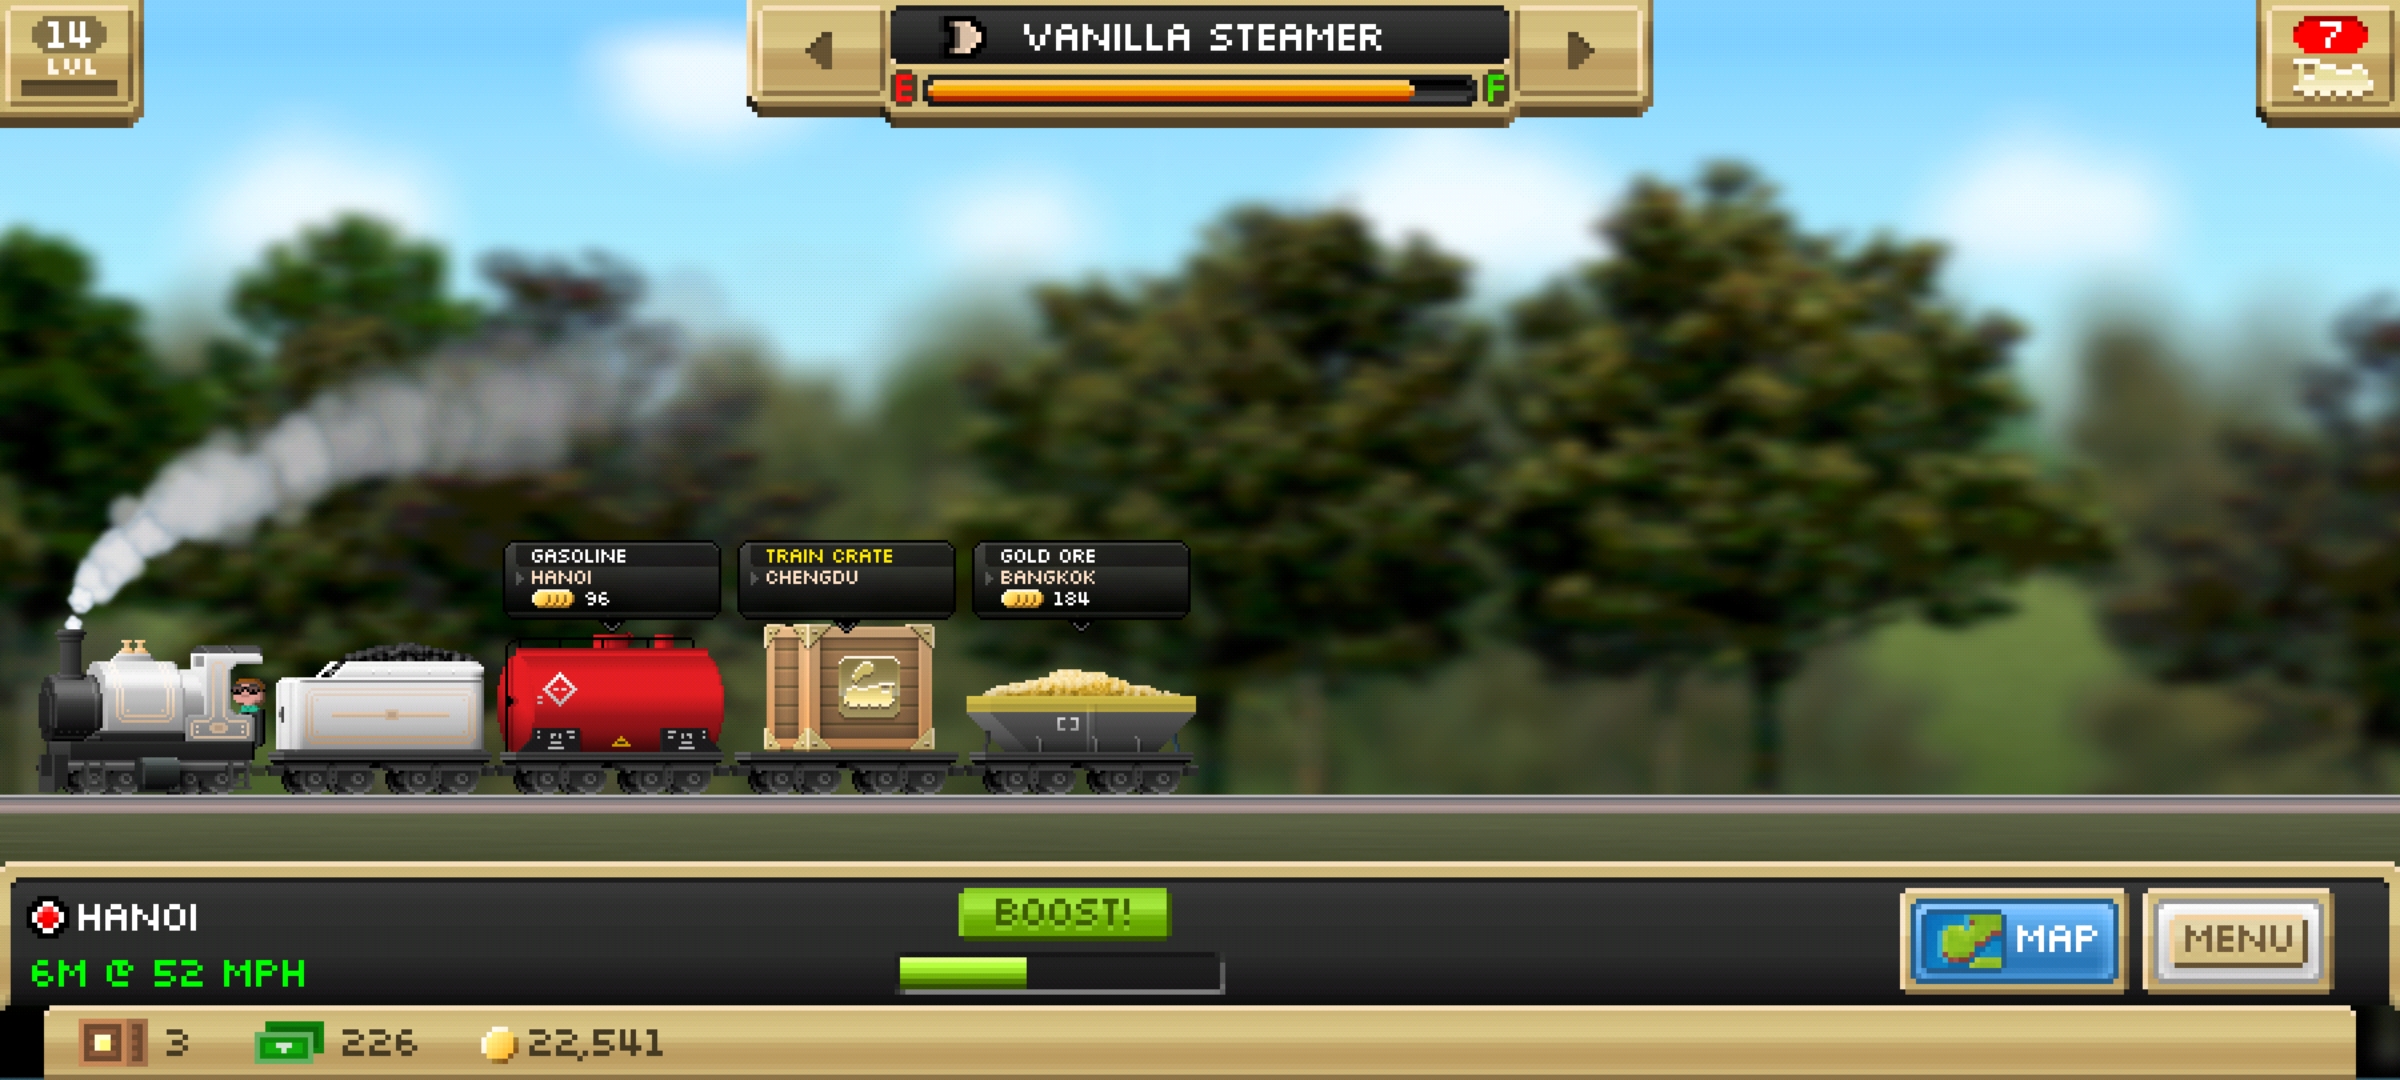 14
LVL
VANILLA STEAMER
E
F
7
GASOLINE
HANOI
96
TRAIN CRATE
CHENGDU
GOLD ORE
BANGKOK
184
HANOI
6M @ 52 MPH
BOOST!
MAP
MENU
3
226
22,541